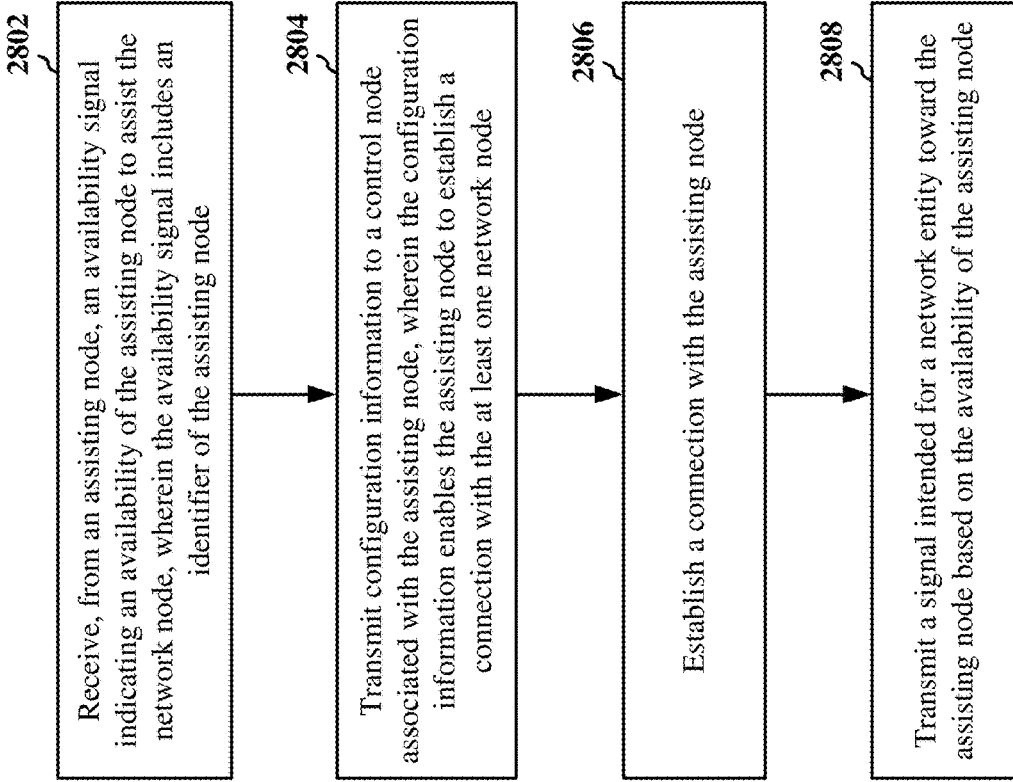 2802
Receive, from an assisting node, an availability signal
indicating an availability of the assisting node to assist the
network node, wherein the availability signal includes an
identifier of the assisting node
2804
Transmit configuration information to a control node
associated with the assisting node, wherein the configuration
information enables the assisting node to establish a
connection with the at least one network node
2806
Establish a connection with the assisting node
2808
Transmit a signal intended for a network entity toward the
assisting node based on the availability of the assisting node